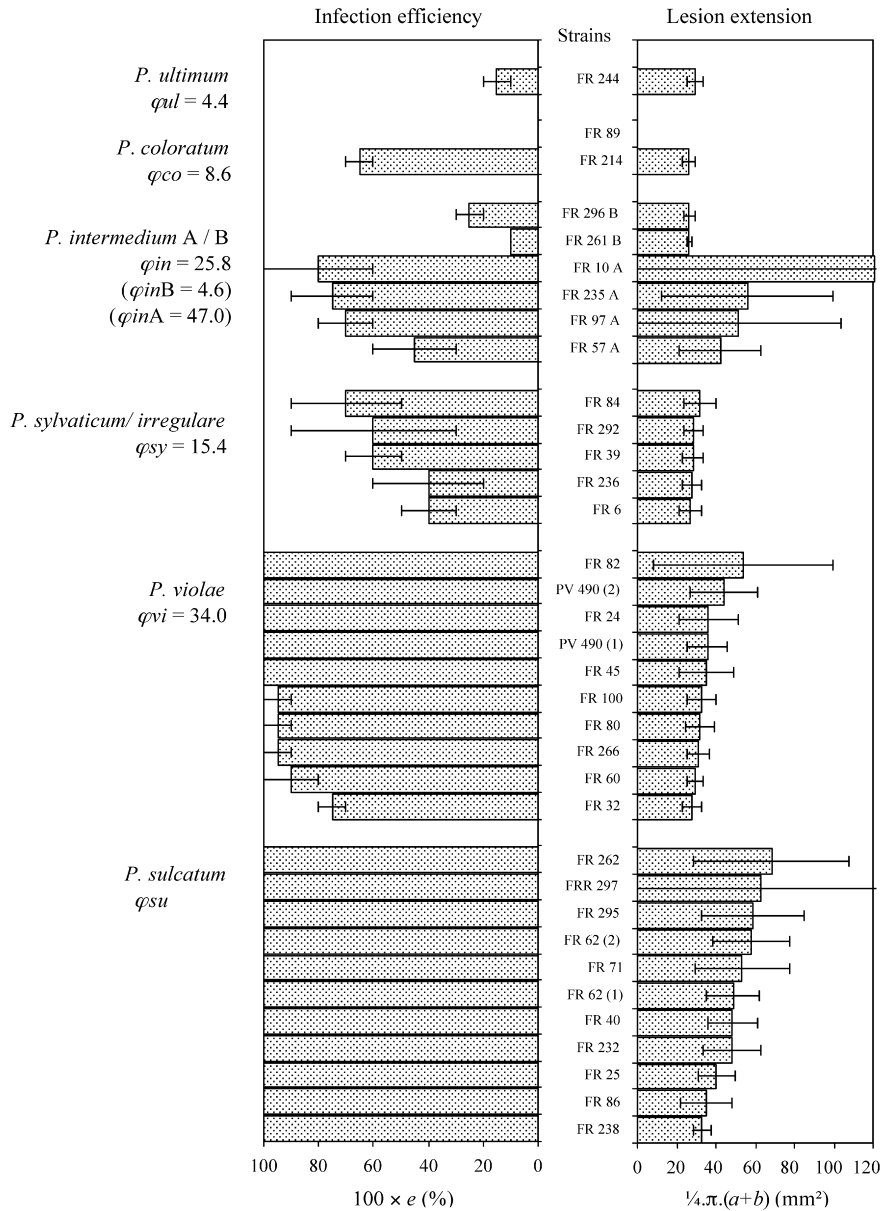 Infection efficiency Lesion extension
Strains
P. ultimum
φul = 4.4
FR 244
FR 89
P. coloratum
φco = 8.6
FR 214
FR 296 B
FR 261 B
P. intermedium A / B
φin = 25.8
(φinB = 4.6)
(φinA = 47.0)
FR 10 A
FR 235 A
FR 97 A
FR 57 A
P. sylvaticum/ irregulare
φsy = 15.4
FR 84
FR 292
FR 39
FR 236
FR 6
P. violae
φvi = 34.0
FR 82
PV 490 (2)
FR 24
PV 490 (1)
FR 45
FR 100
FR 80
FR 266
FR 60
FR 32
P. sulcatum
φsu
FR 262
FRR 297
FR 295
FR 62 (2)
FR 71
FR 62 (1)
FR 40
FR 232
FR 25
FR 86
FR 238
100 80 60 40 20 0 0 20 40 60 80 100 120
100 × e (%) ¼.π.(a+b) (mm²)